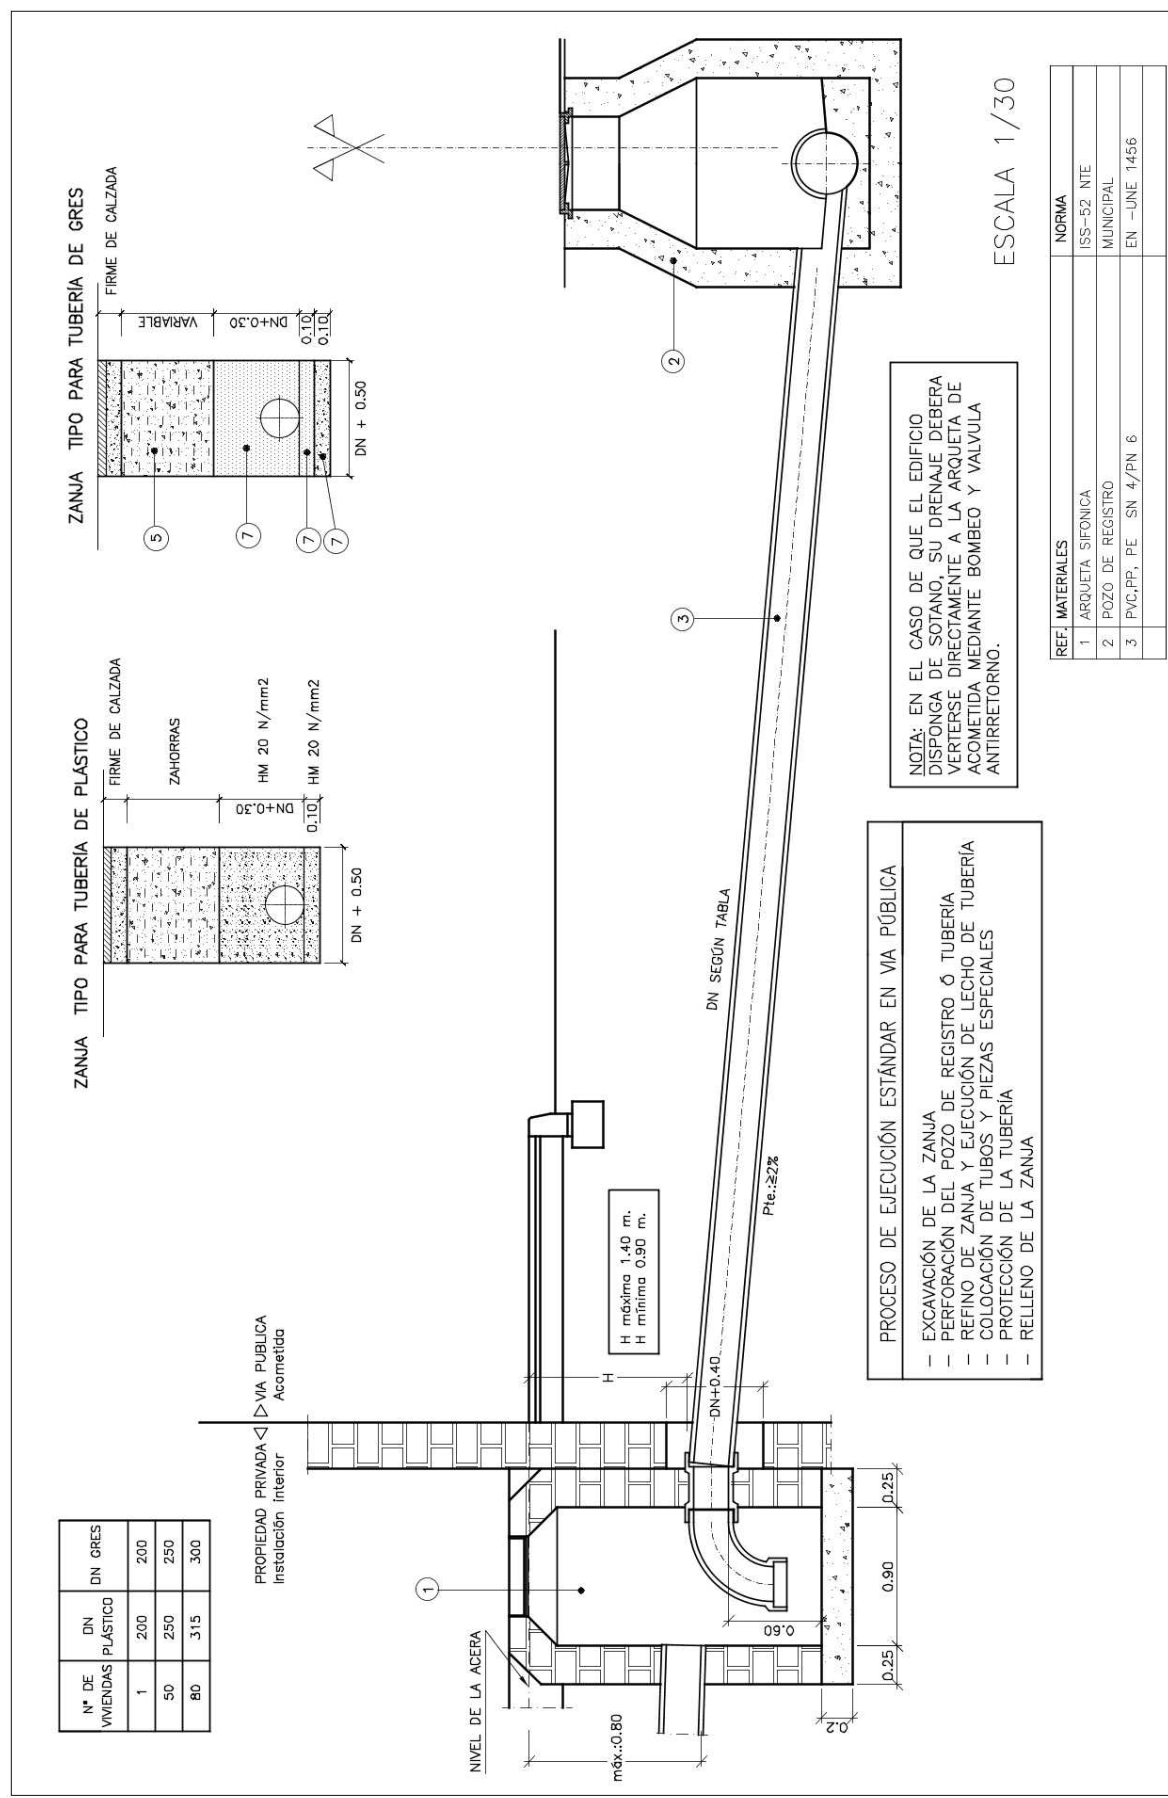 ZANJA TIPO PARA TUBERÍA DE PLÁSTICO
FIRME DE CALZADA
ZAHORRAS
HM 20 N/mm2
HM 20 N/mm2
DN+0.30
0.10
DN + 0.50
ZANJA TIPO PARA TUBERÍA DE GRES
FIRME DE CALZADA
VARIABLE
DN+0.30
0.10
0.10
DN + 0.50
5
7
7
7
Nº DE VIVIENDAS DN PLÁSTICO DN GRES
1 200 200
50 250 250
80 315 300
PROPIEDAD PRIVADA VIA PUBLICA
Instalación interior Acometida
NIVEL DE LA ACERA
1
H
H máxima 1.40 m.
H mínima 0.90 m.
DN+0.40
máx.:0.80
0.60
0.2
0.25
0.90
0.25
Pte.:≥2%
DN SEGÚN TABLA
3
2
ESCALA 1/30
PROCESO DE EJECUCIÓN ESTÁNDAR EN VIA PÚBLICA
– EXCAVACIÓN DE LA ZANJA
– PERFORACIÓN DEL POZO DE REGISTRO Ó TUBERÍA
– REFINO DE ZANJA Y EJECUCIÓN DE LECHO DE TUBERÍA
– COLOCACIÓN DE TUBOS Y PIEZAS ESPECIALES
– PROTECCIÓN DE LA TUBERÍA
– RELLENO DE LA ZANJA
NOTA: EN EL CASO DE QUE EL EDIFICIO
DISPONGA DE SOTANO, SU DRENAJE DEBERA
VERTERSE DIRECTAMENTE A LA ARQUETA DE
ACOMETIDA MEDIANTE BOMBEO Y VALVULA
ANTIRRETORNO.
REF. MATERIALES NORMA
1 ARQUETA SIFONICA ISS-52 NTE
2 POZO DE REGISTRO MUNICIPAL
3 PVC,PP, PE SN 4/PN 6 EN -UNE 1456